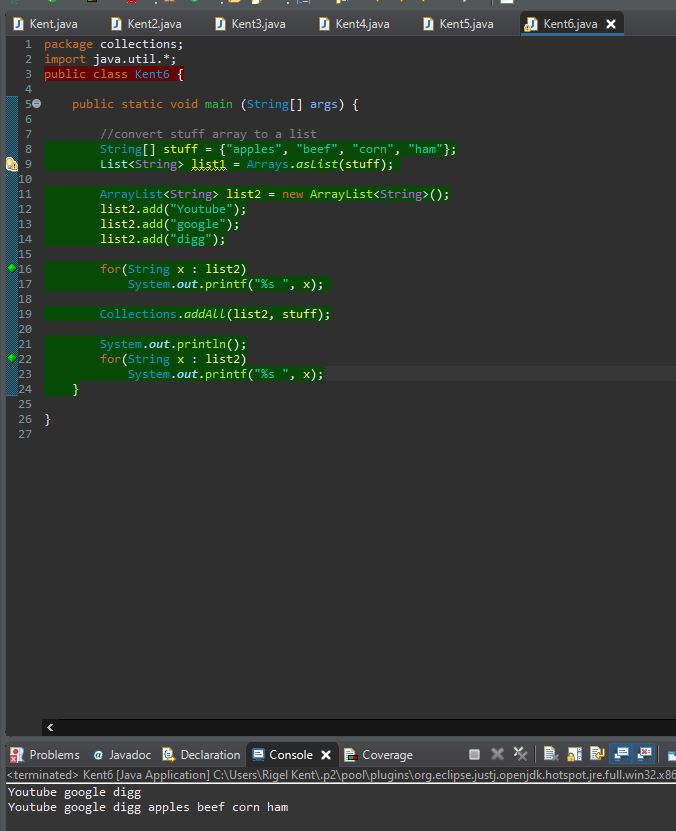 Kent.java Kent2.java Kent3.java Kent4.java Kent5.java Kent6.java
1 package collections;
2 import java.util.*;
3 public class Kent6 {
4
5 public static void main (String[] args) {
6
7 //convert stuff array to a list
8 String[] stuff = {"apples", "beef", "corn", "ham"};
9 List<String> list1 = Arrays.asList(stuff);
10
11 ArrayList<String> list2 = new ArrayList<String>();
12 list2.add("Youtube");
13 list2.add("google");
14 list2.add("digg");
15
16 for(String x : list2)
17 System.out.printf("%s ", x);
18
19 Collections.addAll(list2, stuff);
20
21 System.out.println();
22 for(String x : list2)
23 System.out.printf("%s ", x);
24 }
25
26 }
27
Problems @ Javadoc Declaration Console Coverage
<terminated> Kent6 [Java Application] C:\Users\Rigel Kent\.p2\pool\plugins\org.eclipse.justj.openjdk.hotspot.jre.full.win32.x86
Youtube google digg
Youtube google digg apples beef corn ham